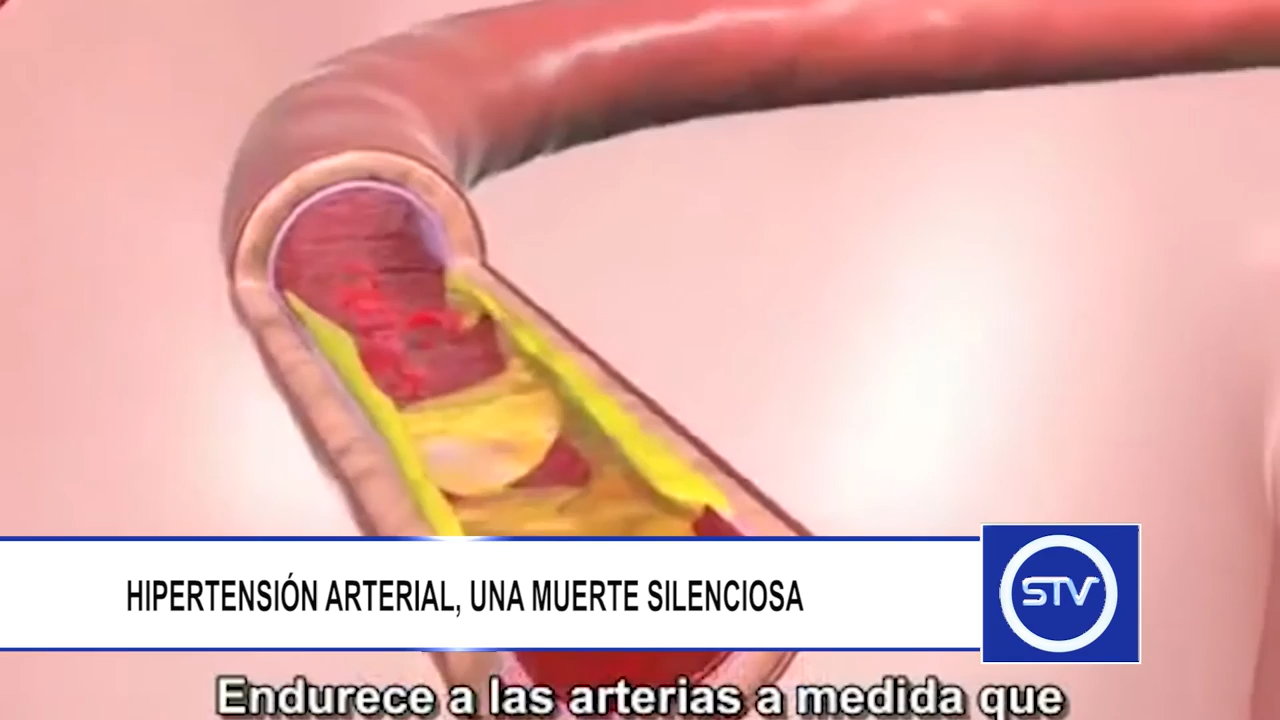 HIPERTENSIÓN ARTERIAL, UNA MUERTE SILENCIOSA
STV
Endurece a las arterias a medida que